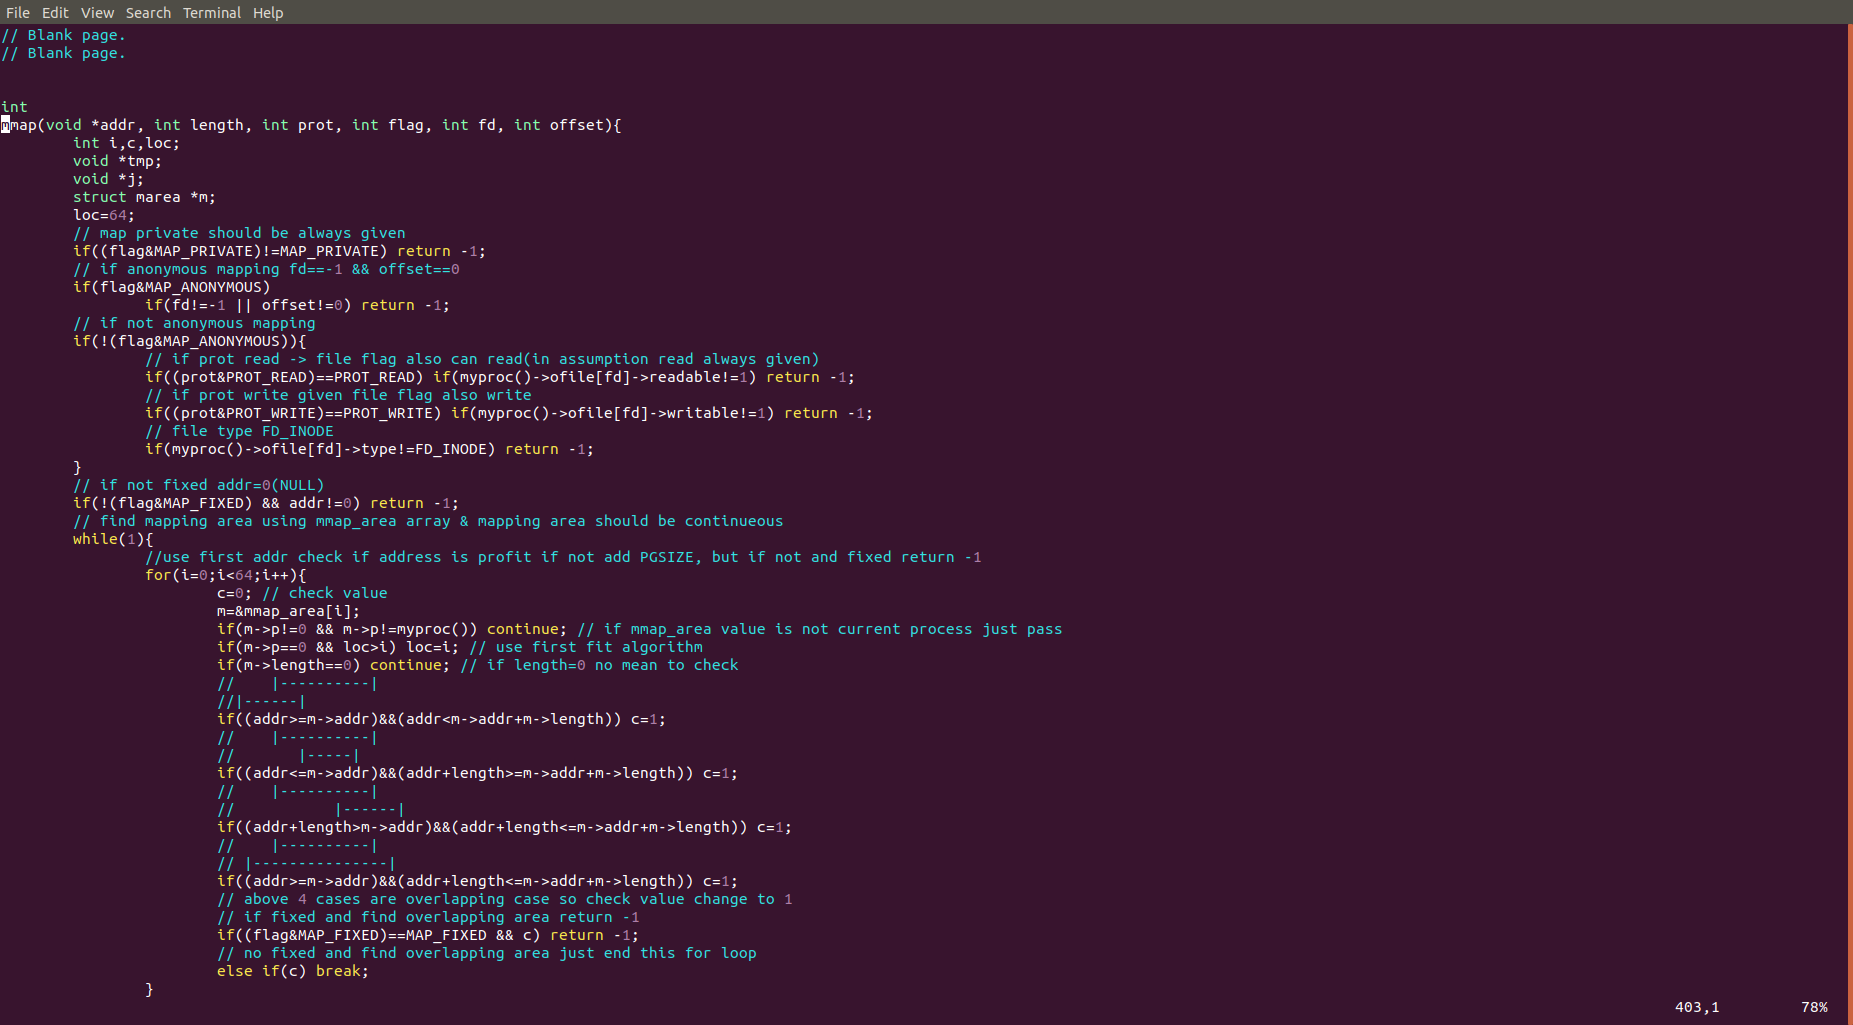 File Edit View Search Terminal Help
// Blank page.
// Blank page.
int
mmap(void *addr, int length, int prot, int flag, int fd, int offset){
int i,c,loc;
void *tmp;
void *j;
struct marea *m;
loc=64;
// map private should be always given
if((flag&MAP_PRIVATE)!=MAP_PRIVATE) return -1;
// if anonymous mapping fd==-1 && offset==0
if(flag&MAP_ANONYMOUS)
if(fd!=-1 || offset!=0) return -1;
// if not anonymous mapping
if(!(flag&MAP_ANONYMOUS)){
// if prot read -> file flag also can read(in assumption read always given)
if((prot&PROT_READ)==PROT_READ) if(myproc()->ofile[fd]->readable!=1) return -1;
// if prot write given file flag also write
if((prot&PROT_WRITE)==PROT_WRITE) if(myproc()->ofile[fd]->writable!=1) return -1;
// file type FD_INODE
if(myproc()->ofile[fd]->type!=FD_INODE) return -1;
}
// if not fixed addr=0(NULL)
if(!(flag&MAP_FIXED) && addr!=0) return -1;
// find mapping area using mmap_area array & mapping area should be continueous
while(1){
//use first addr check if address is profit if not add PGSIZE, but if not and fixed return -1
for(i=0;i<64;i++){
c=0; // check value
m=&mmap_area[i];
if(m->p!=0 && m->p!=myproc()) continue; // if mmap_area value is not current process just pass
if(m->p==0 && loc>i) loc=i; // use first fit algorithm
if(m->length==0) continue; // if length=0 no mean to check
//    |----------|
//|------|
if((addr>=m->addr)&&(addr<m->addr+m->length)) c=1;
//    |----------|
//       |-----|
if((addr<=m->addr)&&(addr+length>=m->addr+m->length)) c=1;
//    |----------|
//           |------|
if((addr+length>m->addr)&&(addr+length<=m->addr+m->length)) c=1;
//    |----------|
// |---------------|
if((addr>=m->addr)&&(addr+length<=m->addr+m->length)) c=1;
// above 4 cases are overlapping case so check value change to 1
// if fixed and find overlapping area return -1
if((flag&MAP_FIXED)==MAP_FIXED && c) return -1;
// no fixed and find overlapping area just end this for loop
else if(c) break;
}
403,1 78%